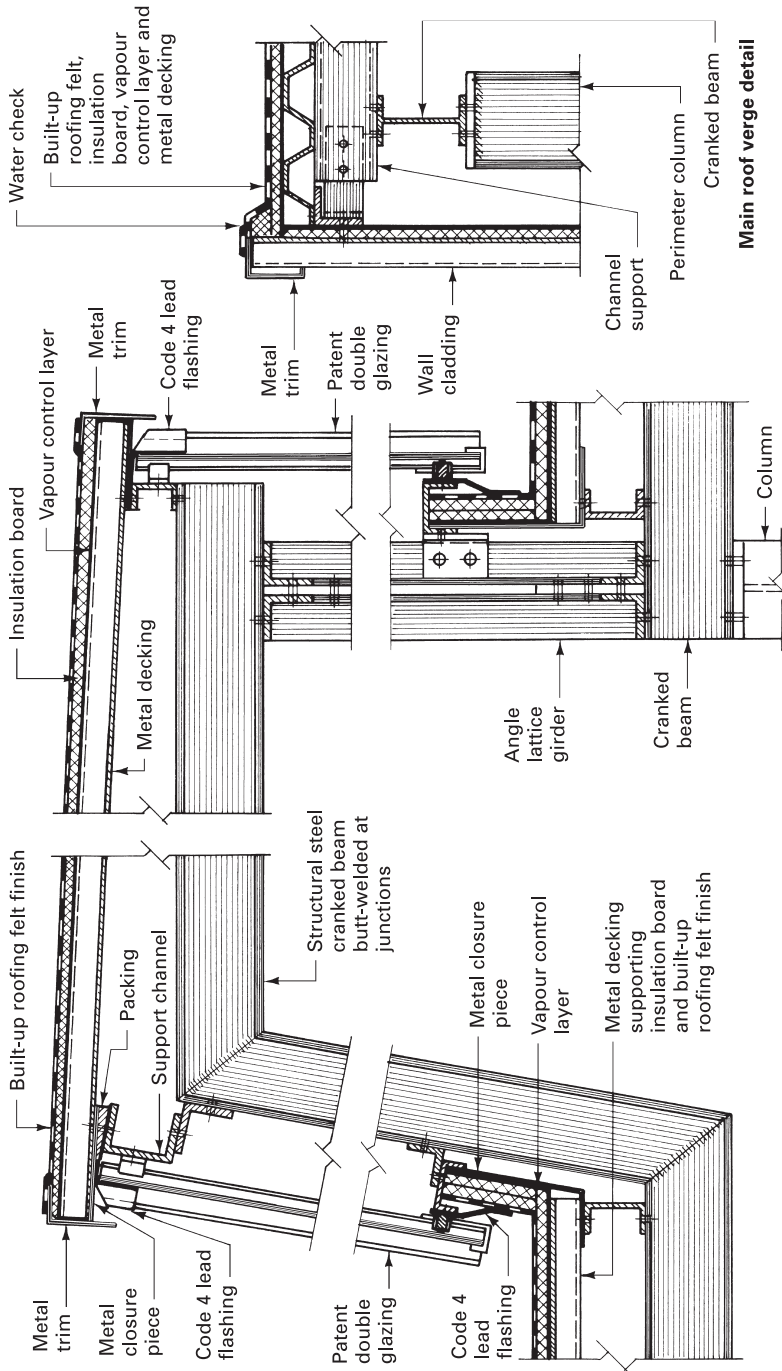 Built-up roofing felt finish
Insulation board
Vapour control layer
Metal
trim
Code 4 lead
flashing
Metal decking
Packing
Support channel
Metal
trim
Metal
closure
piece
Code 4 lead
flashing
Patent
double
glazing
Code 4
lead
flashing
Structural steel
cranked beam
butt-welded at
junctions
Metal closure
piece
Vapour control
layer
Metal decking
supporting
insulation board
and built-up
roofing felt finish
Patent
double
glazing
Angle
lattice
girder
Cranked
beam
Column
Water check
Built-up
roofing felt,
insulation
board, vapour
control layer and
metal decking
Metal
trim
Wall
cladding
Channel
support
Perimeter column
Cranked beam
Main roof verge detail